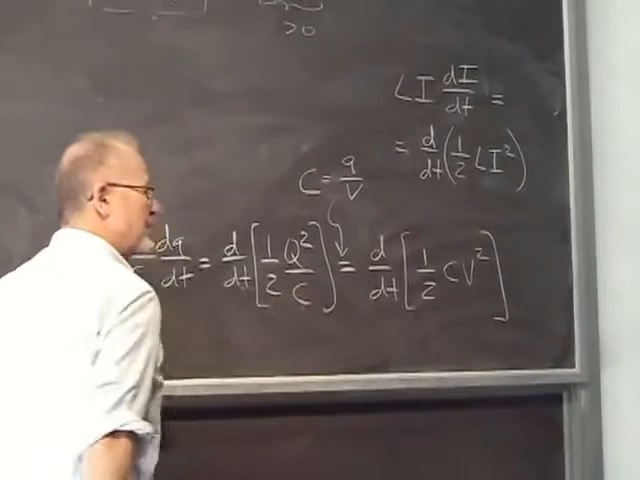 >0
LI dI/dt =
= d/dt (1/2 LI²)
C = q/V
dq/dt = d/dt [1/2 Q²/C] = d/dt [1/2 CV²]